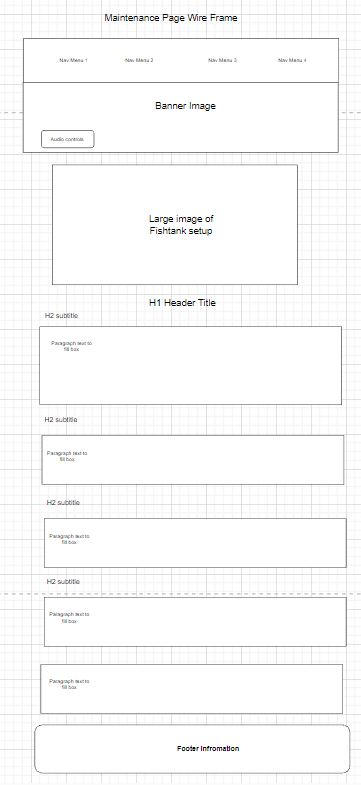 Maintenance Page Wire Frame
Nav Menu 1 Nav Menu 2 Nav Menu 3 Nav Menu 4
Banner Image
Audio controls
Large image of
Fishtank setup
H1 Header Title
H2 subtitle
Paragraph text to
fill box
H2 subtitle
Paragraph text to
fill box
H2 subtitle
Paragraph text to
fill box
H2 subtitle
Paragraph text to
fill box
Paragraph text to
fill box
Footer Infromation